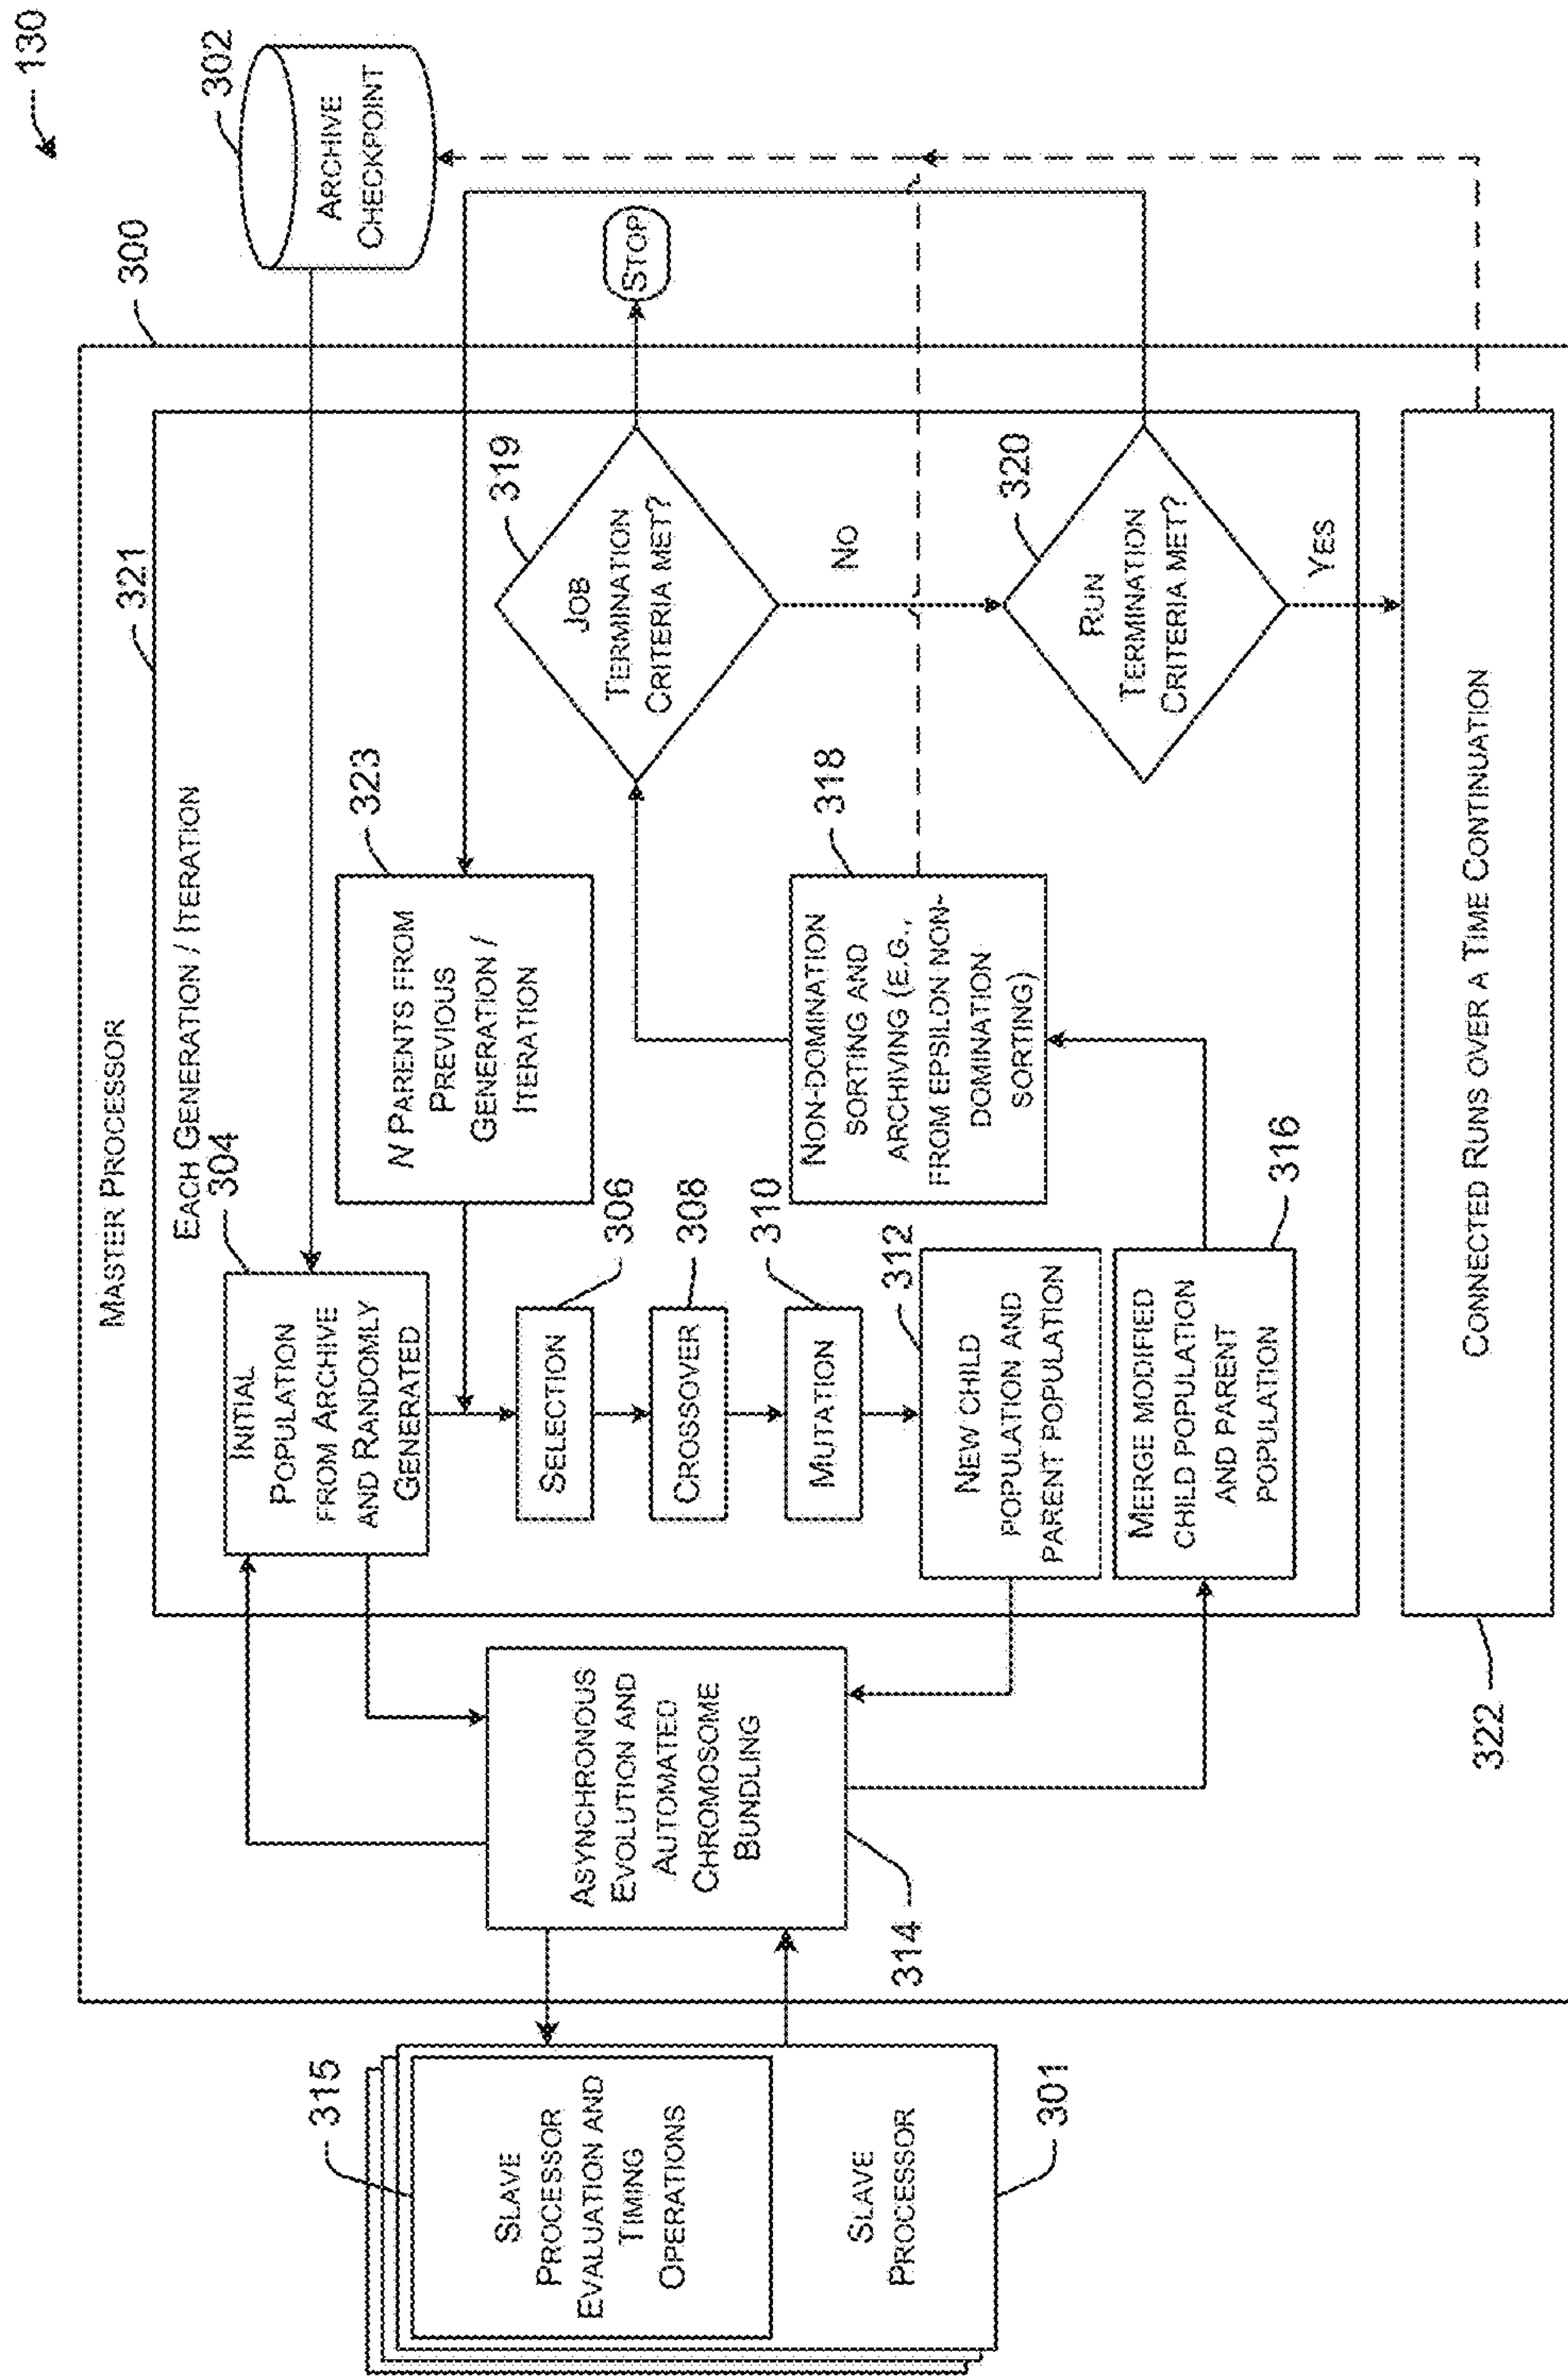 130
302
ARCHIVE
CHECKPOINT
300
MASTER PROCESSOR
321
EACH GENERATION / ITERATION
304
INITIAL
POPULATION
FROM ARCHIVE
AND RANDOMLY
GENERATED
323
N PARENTS FROM
PREVIOUS
GENERATION /
ITERATION
319
JOB
TERMINATION
CRITERIA MET?
STOP
NO
320
RUN
TERMINATION
CRITERIA MET?
YES
306
SELECTION
308
CROSSOVER
310
MUTATION
312
NEW CHILD
POPULATION AND
PARENT POPULATION
318
NON-DOMINATION
SORTING AND
ARCHIVING (E.G.,
FROM EPSILON NON-
DOMINATION
SORTING)
316
MERGE MODIFIED
CHILD POPULATION
AND PARENT
POPULATION
ASYNCHRONOUS
EVOLUTION AND
AUTOMATED
CHROMOSOME
BUNDLING
314
315
SLAVE
PROCESSOR
EVALUATION AND
TIMING
OPERATIONS
SLAVE
PROCESSOR
301
322
CONNECTED RUNS OVER A TIME CONTINUATION